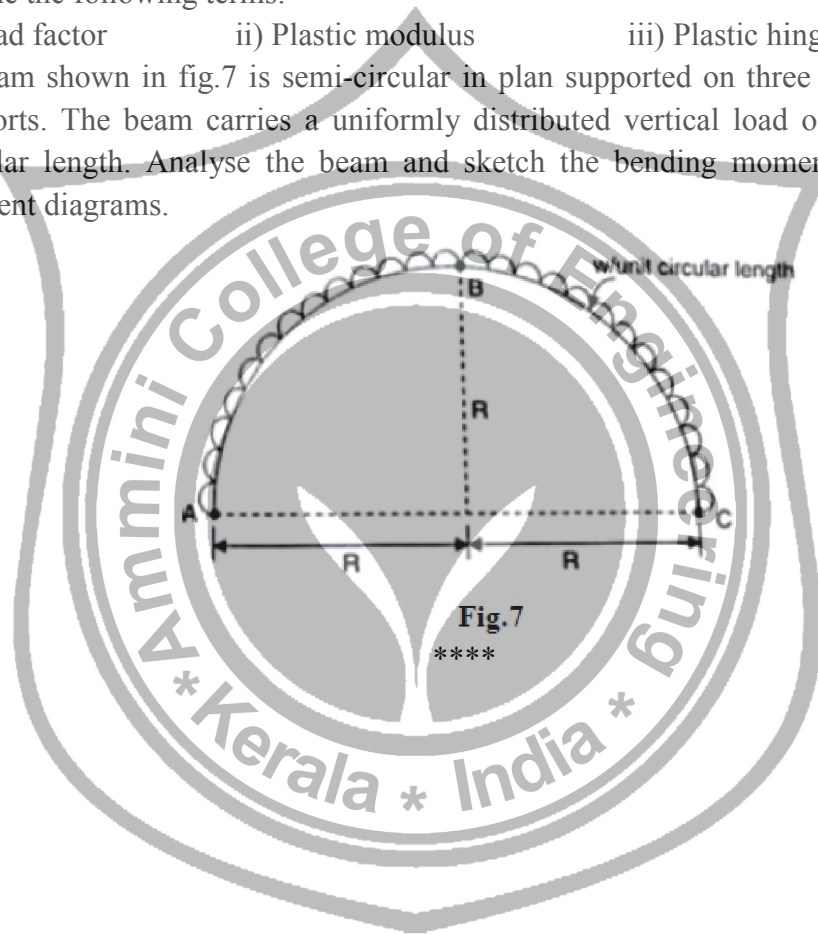 e the following terms:
ad factor ii) Plastic modulus iii) Plastic hing
am shown in fig.7 is semi-circular in plan supported on three
orts. The beam carries a uniformly distributed vertical load o
lar length. Analyse the beam and sketch the bending momen
ent diagrams.
w/unit circular length
B
R
A
C
R
R
Fig.7
****
Ammini College of Engineering
* Kerala * India *